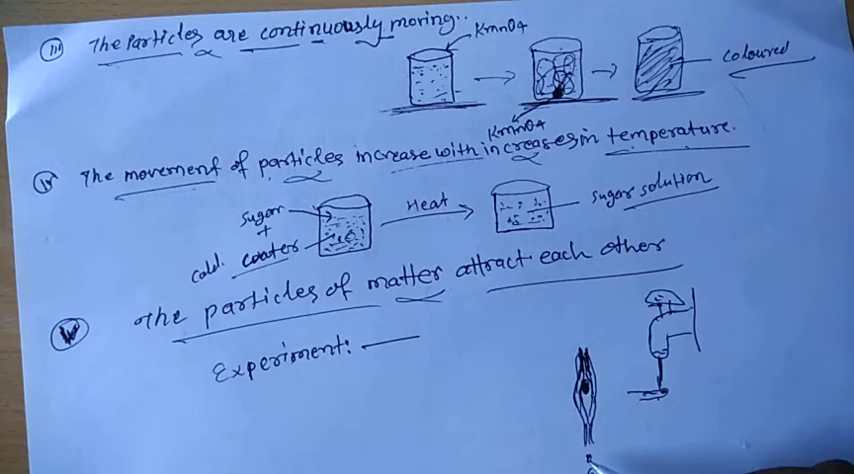 (iii) The Particles are continuously moving..
KmnO4
coloured
KmnO4
(iv) The movement of particles increase with increases in temperature.
Sugar
+
cold. water
Heat
sugar solution
(v) The particles of matter attract each other
Experiment: —